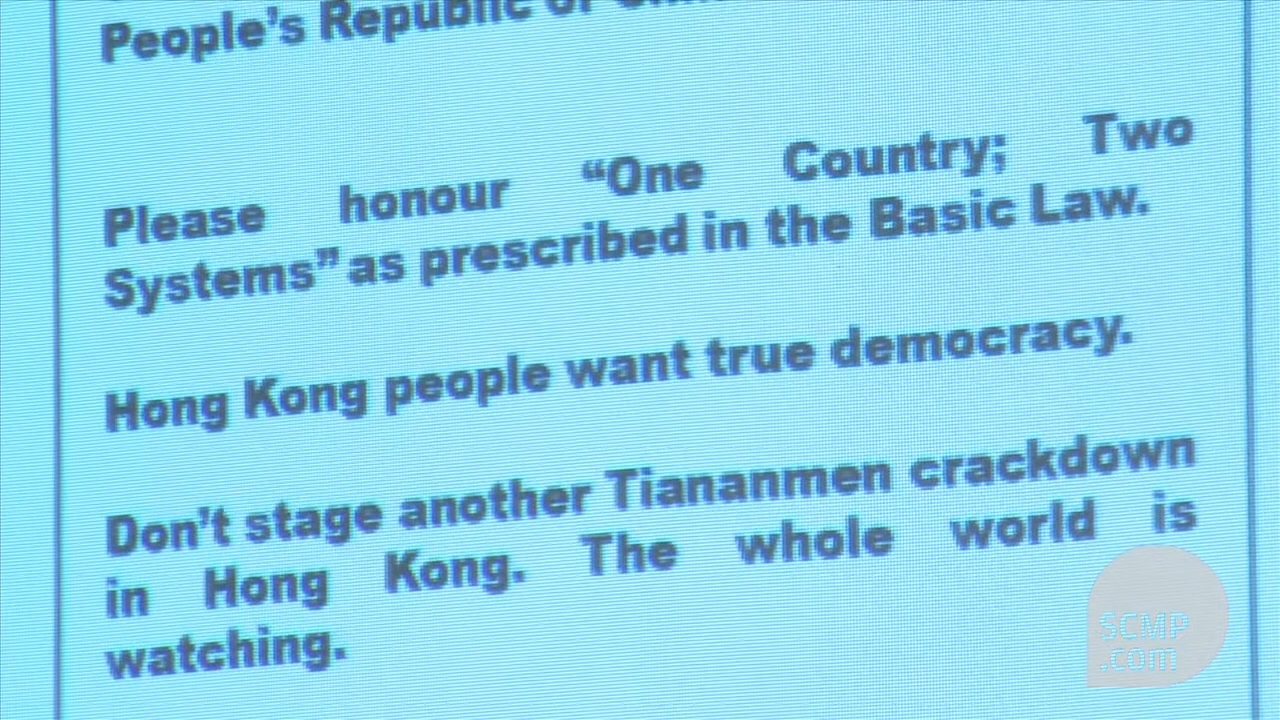 People's Republic of
Please honour “One Country; Two
Systems” as prescribed in the Basic Law.
Hong Kong people want true democracy.
Don't stage another Tiananmen crackdown
in Hong Kong. The whole world is
watching.
SCMP
.com